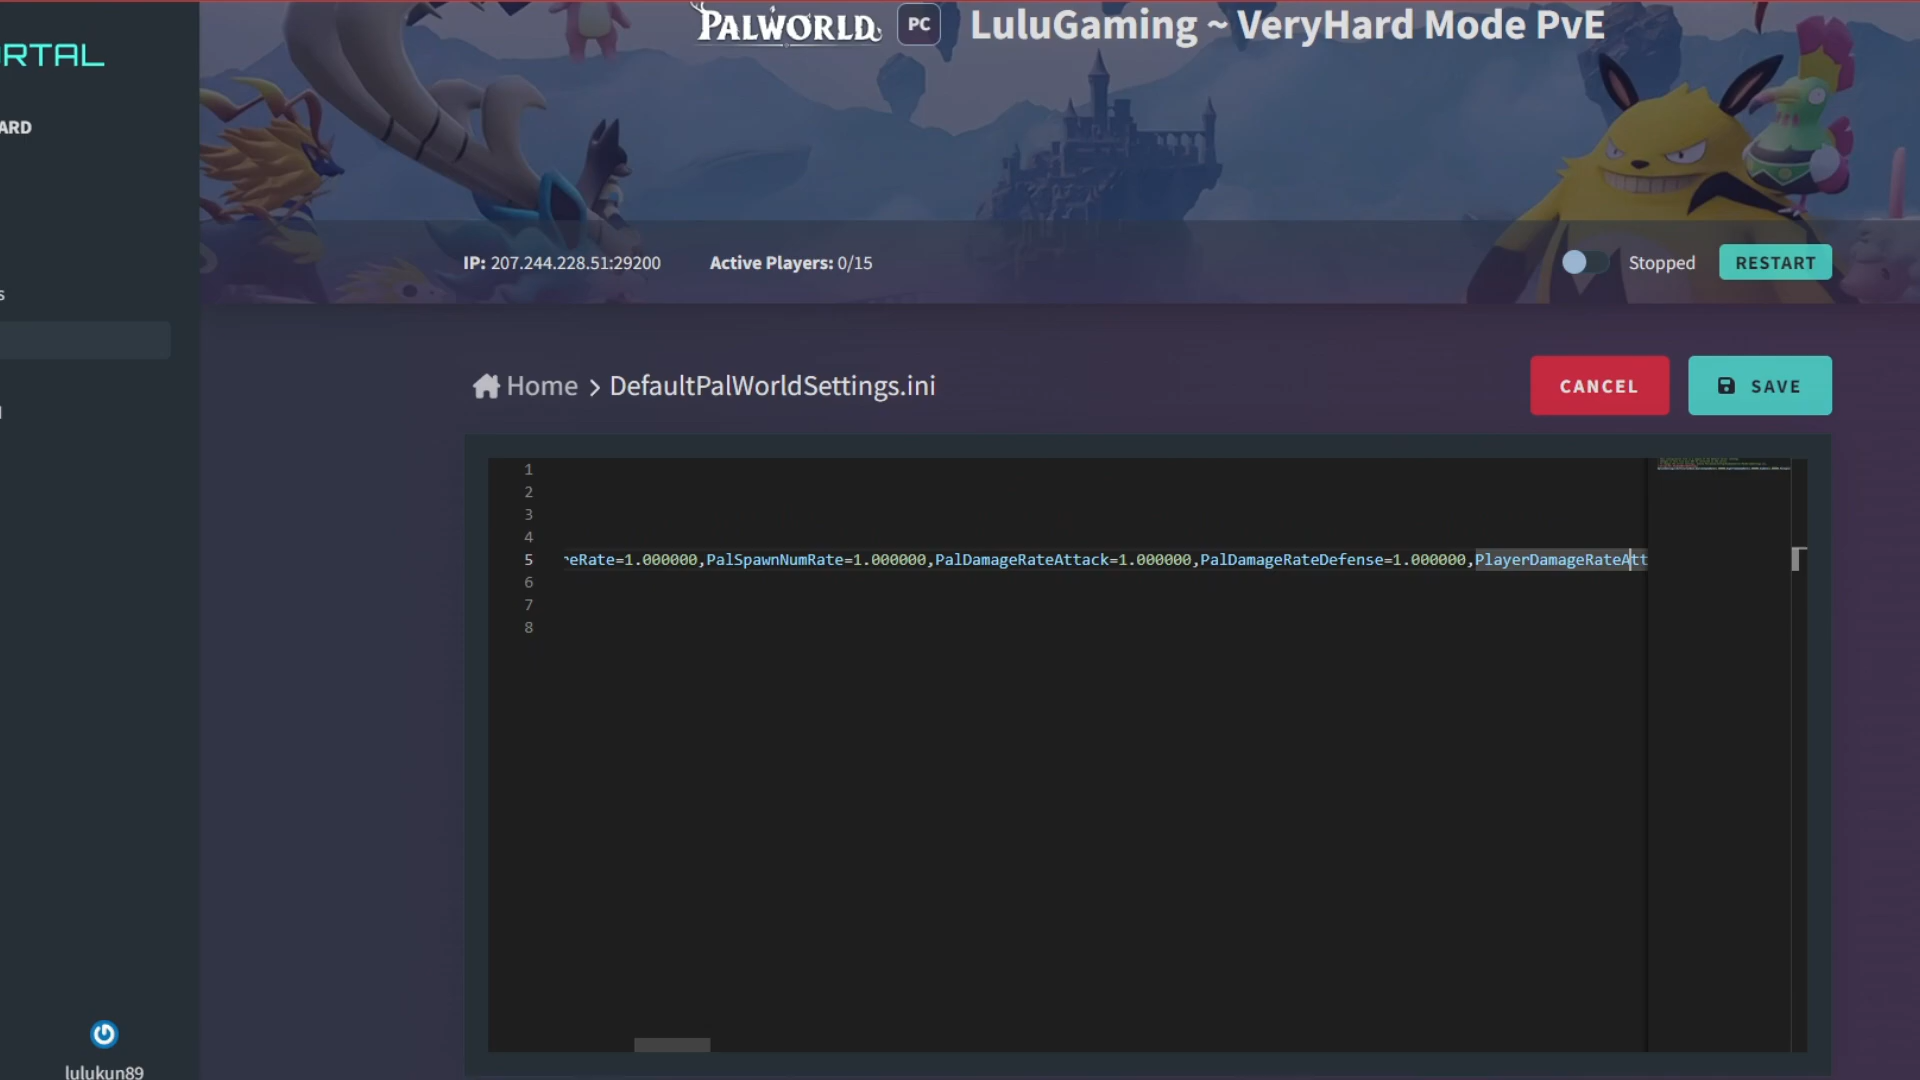 PALWORLD PC LuluGaming ~ VeryHard Mode PvE
RTAL
ARD
IP: 207.244.228.51:29200 Active Players: 0/15 Stopped RESTART
s
Home > DefaultPalWorldSettings.ini CANCEL SAVE
1
2
3
4
5 eRate=1.000000,PalSpawnNumRate=1.000000,PalDamageRateAttack=1.000000,PalDamageRateDefense=1.000000,PlayerDamageRateAtt
6
7
8
lulukun89